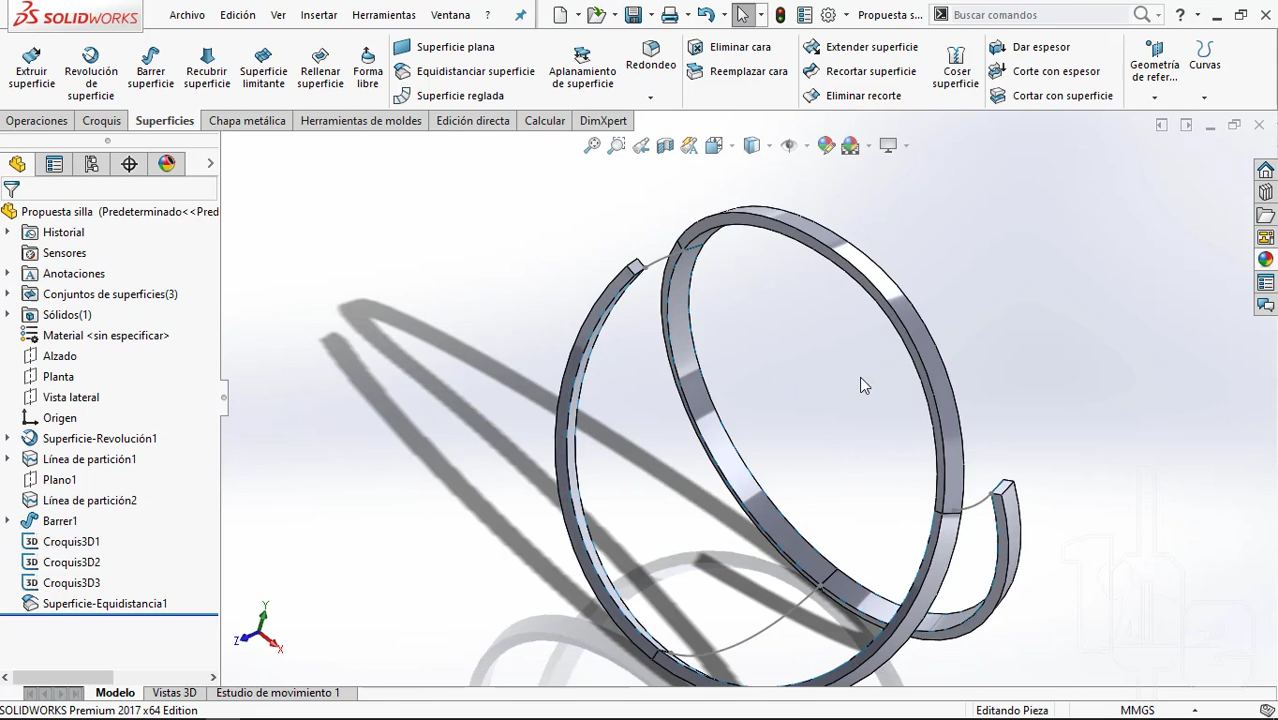 SOLIDWORKS
Archivo Edición Ver Insertar Herramientas Ventana ?
Propuesta s...
Buscar comandos
Extruir superficie
Revolución de superficie
Barrer superficie
Recubrir superficie
Superficie limitante
Rellenar superficie
Forma libre
Superficie plana
Equidistanciar superficie
Superficie reglada
Aplanamiento de superficie
Redondeo
Eliminar cara
Reemplazar cara
Extender superficie
Recortar superficie
Eliminar recorte
Coser superficie
Dar espesor
Corte con espesor
Cortar con superficie
Geometría de refer...
Curvas
Operaciones Croquis Superficies Chapa metálica Herramientas de moldes Edición directa Calcular DimXpert
Propuesta silla (Predeterminado<<Pred
Historial
Sensores
Anotaciones
Conjuntos de superficies(3)
Sólidos(1)
Material <sin especificar>
Alzado
Planta
Vista lateral
Origen
Superficie-Revolución1
Línea de partición1
Plano1
Línea de partición2
Barrer1
3D Croquis3D1
3D Croquis3D2
3D Croquis3D3
Superficie-Equidistancia1
Y
Z
X
Modelo Vistas 3D Estudio de movimiento 1
SOLIDWORKS Premium 2017 x64 Edition
Editando Pieza
MMGS